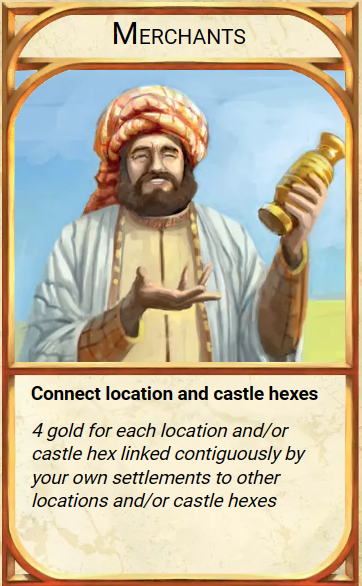 Merchants
Connect location and castle hexes
4 gold for each location and/or
castle hex linked contiguously by
your own settlements to other
locations and/or castle hexes